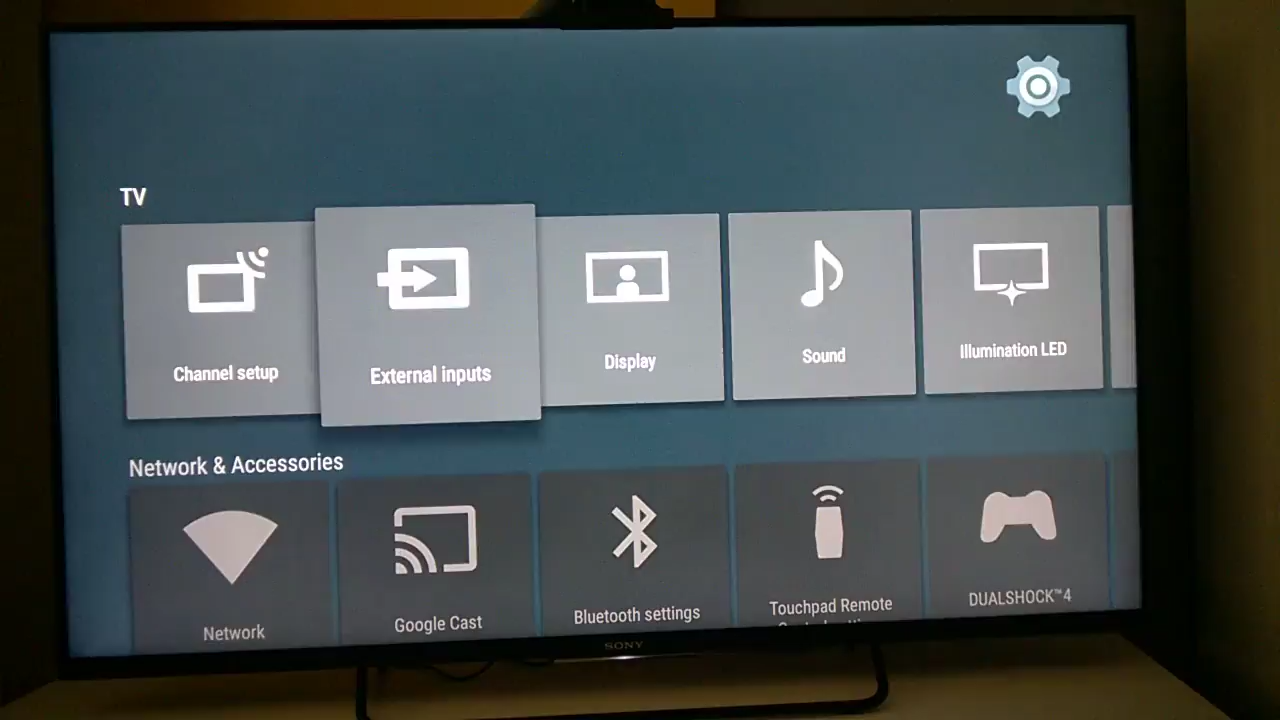 TV
Channel setup
External inputs
Display
Sound
Illumination LED
Network & Accessories
Network
Google Cast
Bluetooth settings
Touchpad Remote
DUALSHOCK™4
SONY